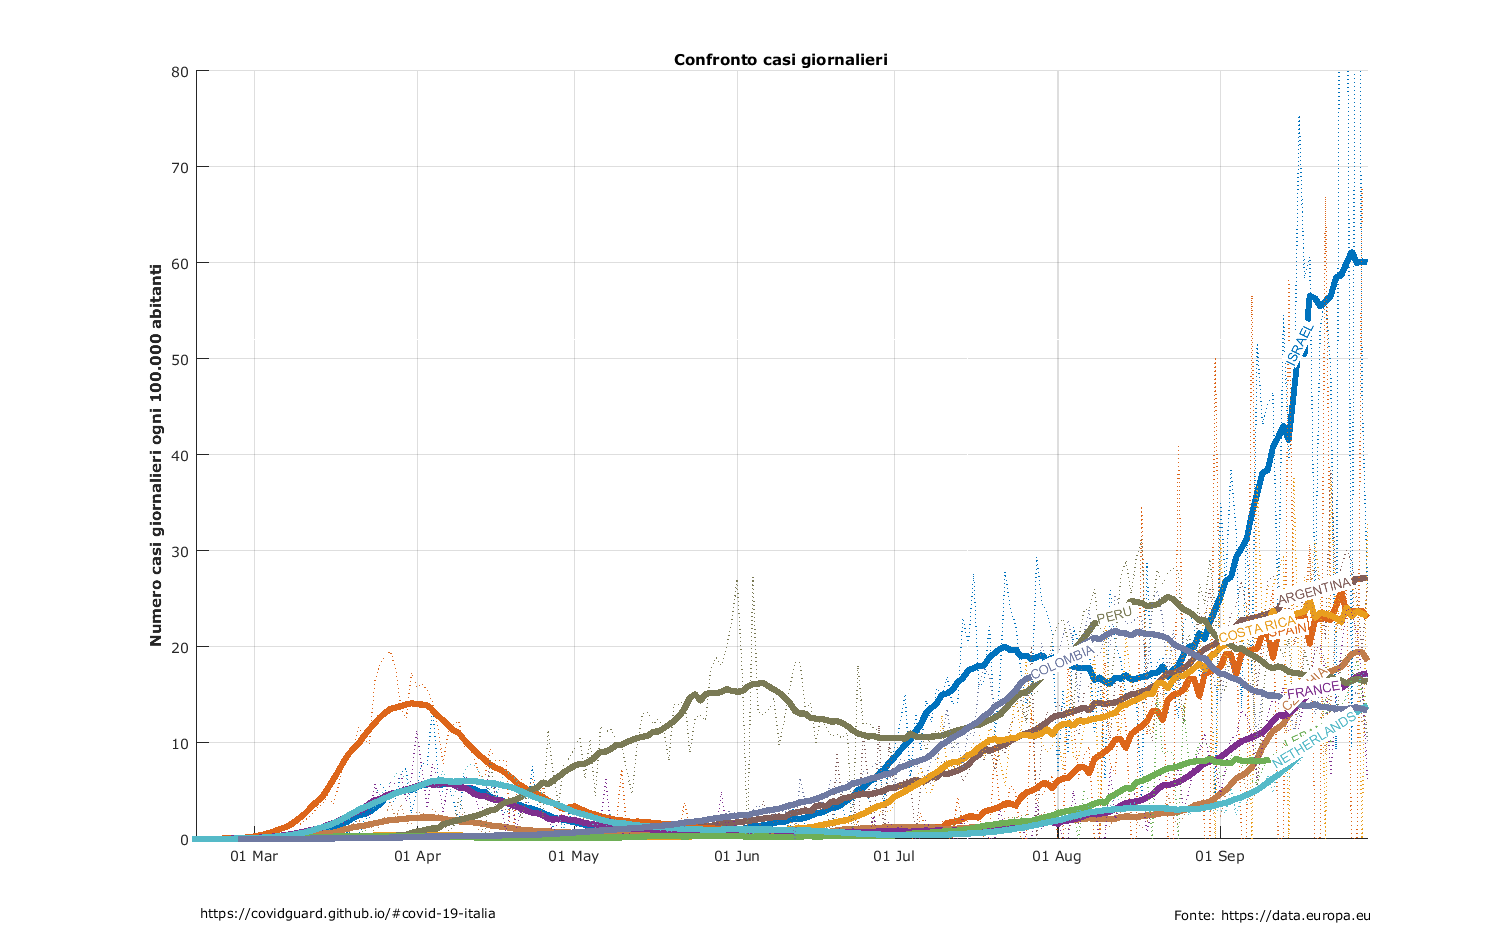 Confronto casi giornalieri
Numero casi giornalieri ogni 100.000 abitanti
80
70
60
50
40
30
20
10
0
ISRAEL
ARGENTINA
PERU
COSTA RICA
COLOMBIA
FRANCE
NETHERLANDS
01 Mar
01 Apr
01 May
01 Jun
01 Jul
01 Aug
01 Sep
https://covidguard.github.io/#covid-19-italia
Fonte: https://data.europa.eu